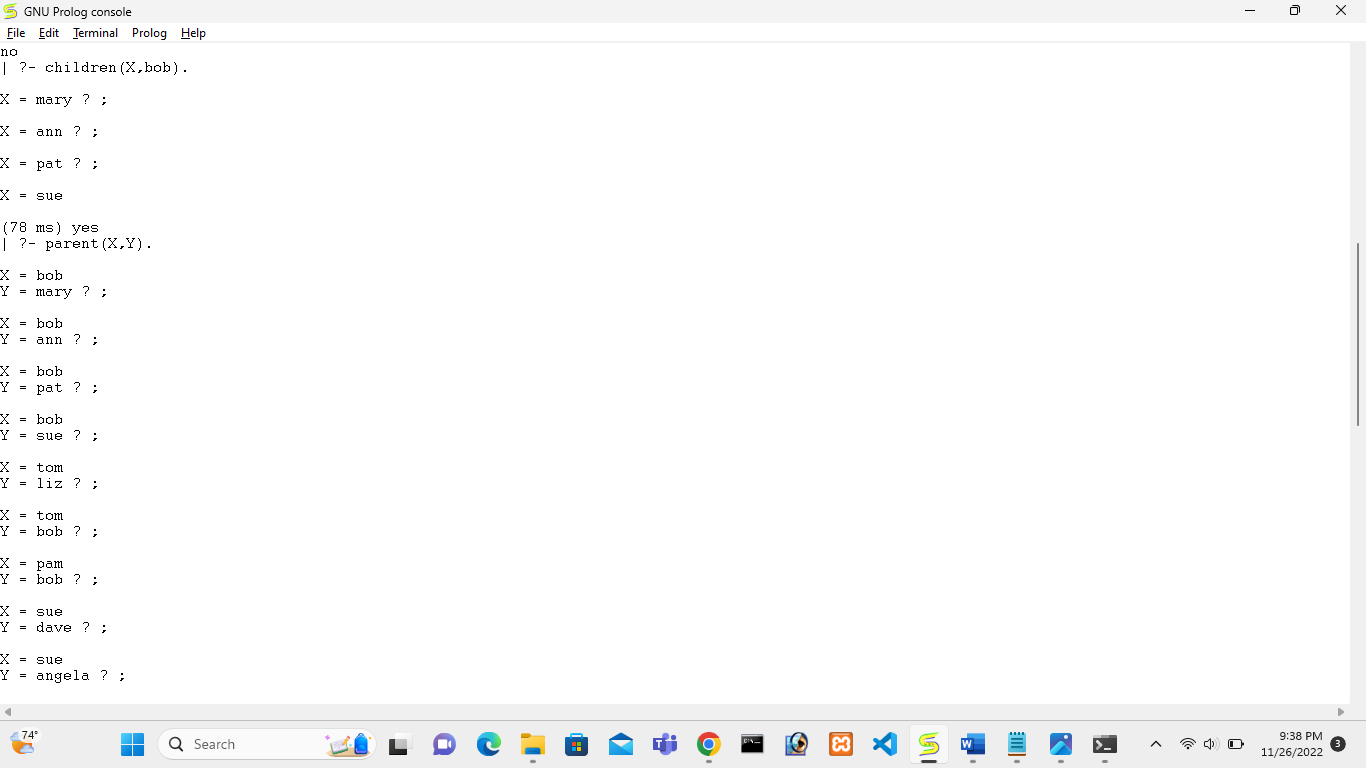 GNU Prolog console
File Edit Terminal Prolog Help
no
| ?- children(X,bob).
X = mary ? ;
X = ann ? ;
X = pat ? ;
X = sue
(78 ms) yes
| ?- parent(X,Y).
X = bob
Y = mary ? ;
X = bob
Y = ann ? ;
X = bob
Y = pat ? ;
X = bob
Y = sue ? ;
X = tom
Y = liz ? ;
X = tom
Y = bob ? ;
X = pam
Y = bob ? ;
X = sue
Y = dave ? ;
X = sue
Y = angela ? ;
74°
Search
9:38 PM
11/26/2022
3